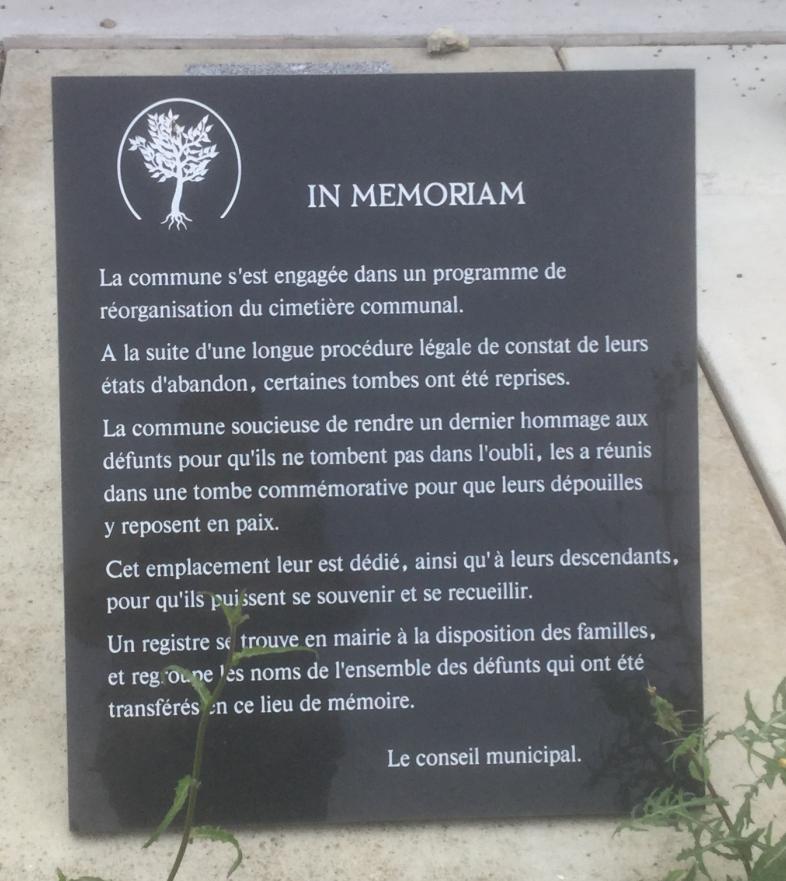 IN MEMORIAM
La commune s'est engagée dans un programme de
réorganisation du cimetière communal.
A la suite d'une longue procédure légale de constat de leurs
états d'abandon, certaines tombes ont été reprises.
La commune soucieuse de rendre un dernier hommage aux
défunts pour qu'ils ne tombent pas dans l'oubli, les a réunis
dans une tombe commémorative pour que leurs dépouilles
y reposent en paix.
Cet emplacement leur est dédié, ainsi qu'à leurs descendants,
pour qu'ils puissent se souvenir et se recueillir.
Un registre se trouve en mairie à la disposition des familles,
et regroupe les noms de l'ensemble des défunts qui ont été
transférés en ce lieu de mémoire.
Le conseil municipal.